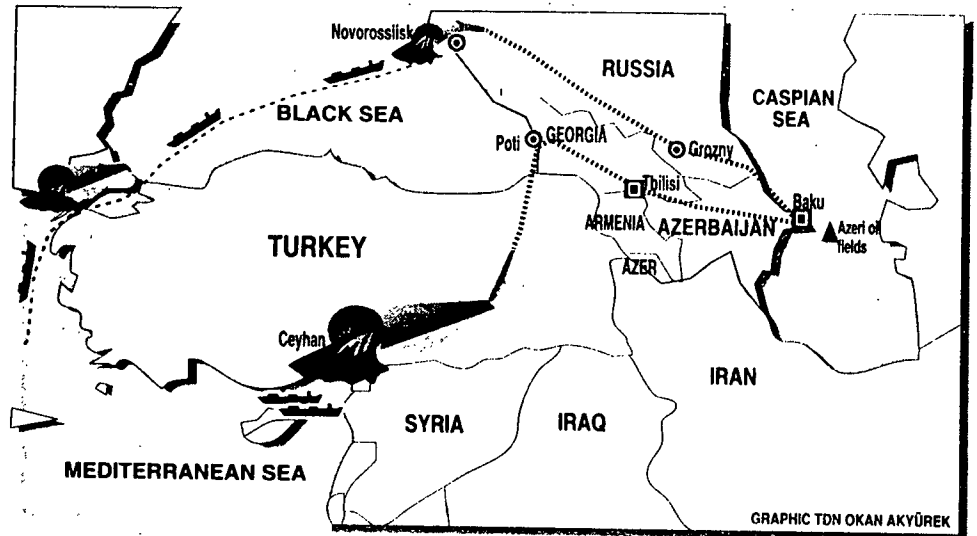 Novorossiisk
RUSSIA
CASPIAN
SEA
BLACK SEA
Poti
GEORGIA
Grozny
Tbilisi
Baku
ARMENIA
AZERBAIJAN
Azeri oil
fields
TURKEY
AZER
Ceyhan
IRAN
SYRIA
IRAQ
MEDITERRANEAN SEA
GRAPHIC TDN OKAN AKYÜREK